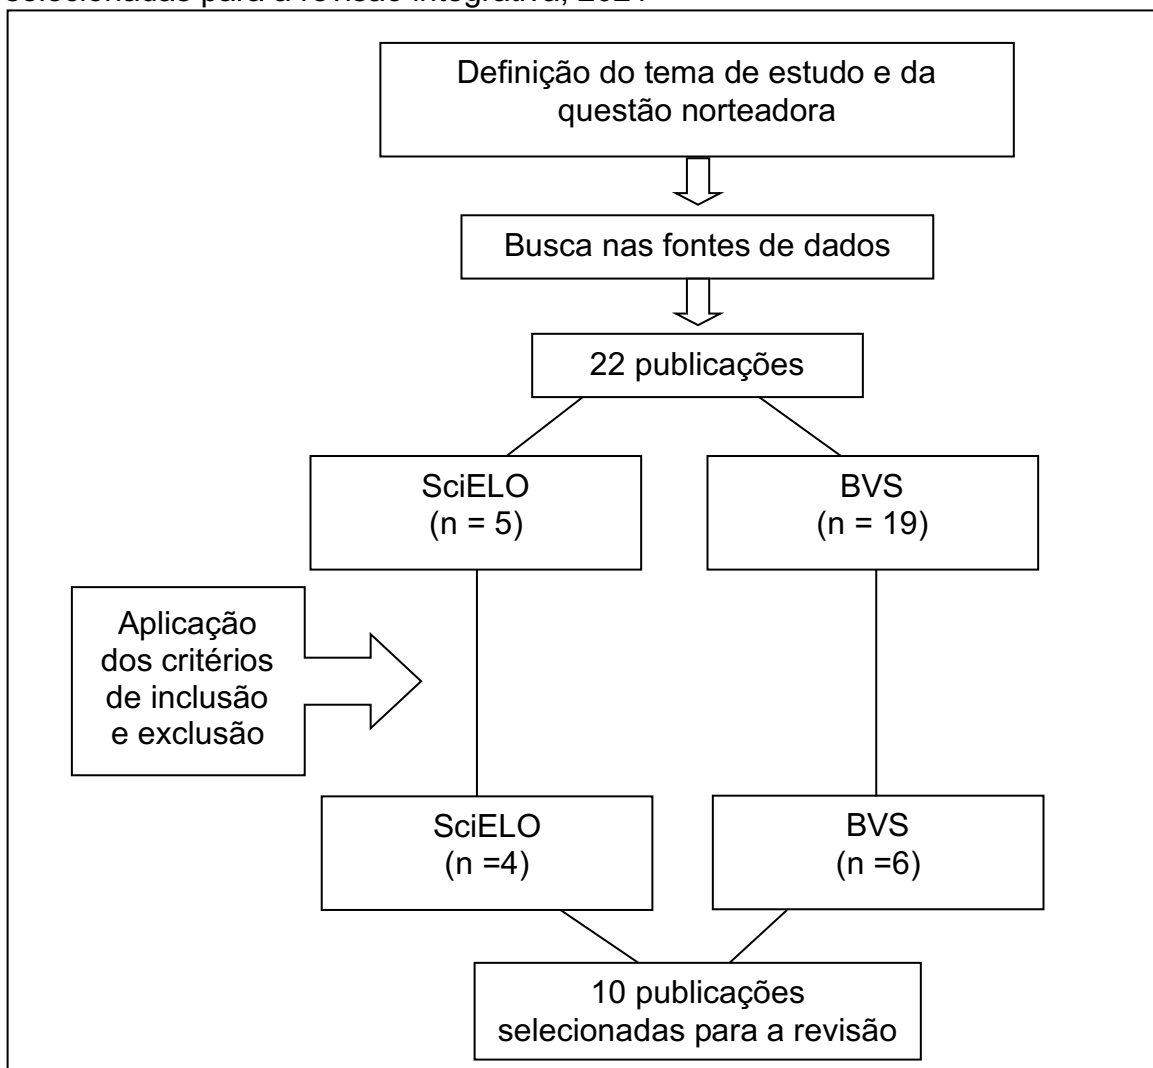 Definição do tema de estudo e da
questão norteadora
Busca nas fontes de dados
22 publicações
SciELO
(n = 5)
BVS
(n = 19)
Aplicação
dos critérios
de inclusão
e exclusão
SciELO
(n =4)
BVS
(n =6)
10 publicações
selecionadas para a revisão